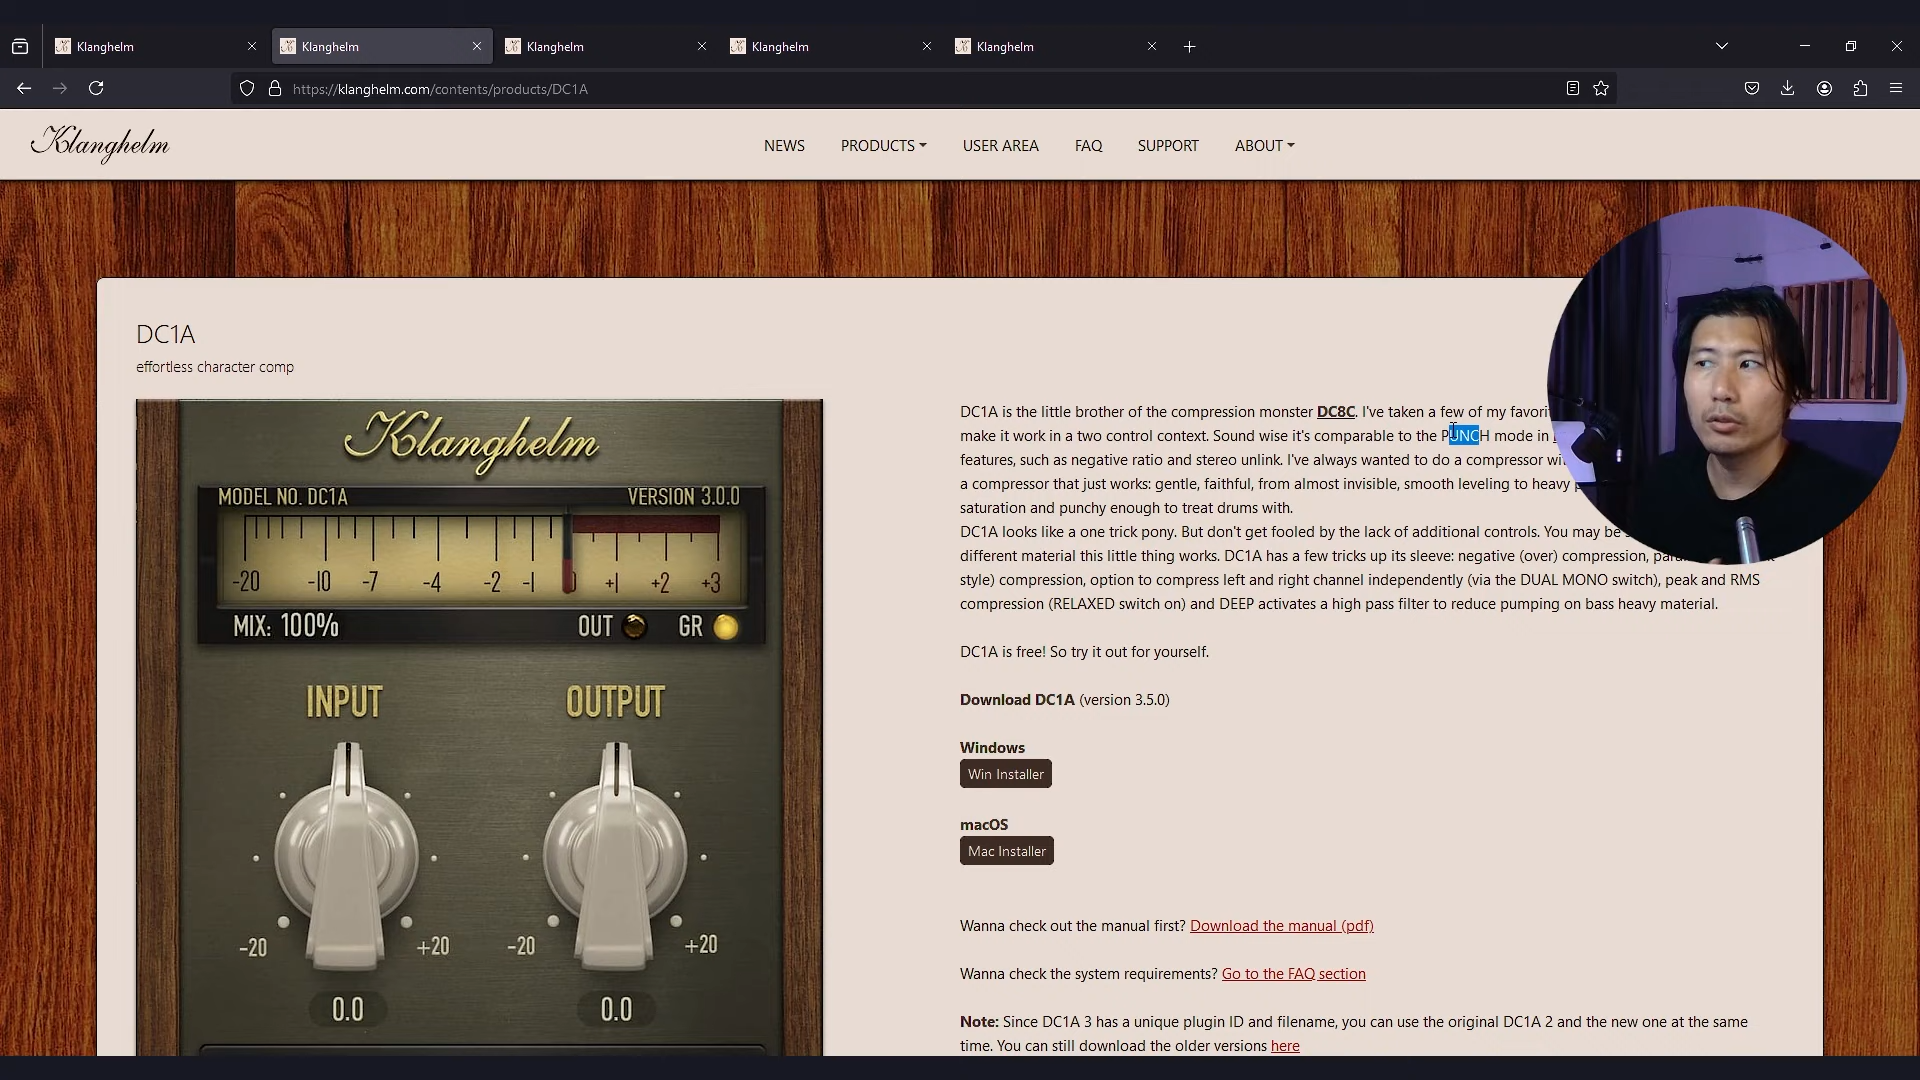 Klanghelm
Klanghelm
Klanghelm
Klanghelm
Klanghelm
https://klanghelm.com/contents/products/DC1A
Klanghelm
NEWS
PRODUCTS
USER AREA
FAQ
SUPPORT
ABOUT
DC1A
effortless character comp
Klanghelm
MODEL NO. DC1A
VERSION 3.0.0
-20 -10 -7 -4 -2 -1 0 +1 +2 +3
MIX: 100%
OUT
GR
INPUT
OUTPUT
-20
+20
-20
+20
0.0
0.0
DC1A is the little brother of the compression monster DC8C. I've taken a few of my favorit
make it work in a two control context. Sound wise it's comparable to the PUNCH mode in
features, such as negative ratio and stereo unlink. I've always wanted to do a compressor wi
a compressor that just works: gentle, faithful, from almost invisible, smooth leveling to heavy
saturation and punchy enough to treat drums with.
DC1A looks like a one trick pony. But don't get fooled by the lack of additional controls. You may be
different material this little thing works. DC1A has a few tricks up its sleeve: negative (over) compression,
style) compression, option to compress left and right channel independently (via the DUAL MONO switch), peak and RMS
compression (RELAXED switch on) and DEEP activates a high pass filter to reduce pumping on bass heavy material.
DC1A is free! So try it out for yourself.
Download DC1A (version 3.5.0)
Windows
Win Installer
macOS
Mac Installer
Wanna check out the manual first? Download the manual (pdf)
Wanna check the system requirements? Go to the FAQ section
Note: Since DC1A 3 has a unique plugin ID and filename, you can use the original DC1A 2 and the new one at the same
time. You can still download the older versions here